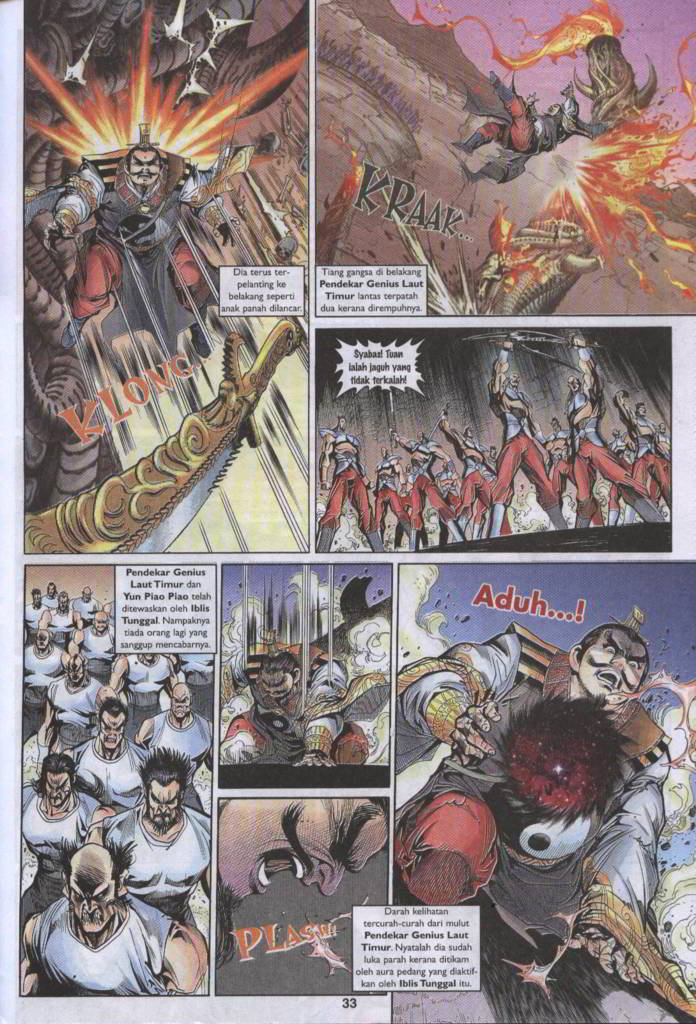 Dia terus ter-
pelanting ke
belakang seperti
anak panah dilancar.
KLONG..
Tiang gangsa di belakang
Pendekar Genius Laut
Timur lantas terpatah
dua kerana dirempuhnya.
KRAAK...
Syabas! Tuan
ialah jaguh yang
tidak terkalah!
Pendekar Genius
Laut Timur dan
Yun Piao Piao telah
ditewaskan oleh Iblis
Tunggal. Nampaknya
tiada orang lagi yang
sanggup mencabarnya.
PLASH!
Aduh...!
Darah kelihatan
tercurah-curah dari mulut
Pendekar Genius Laut
Timur. Nyatalah dia sudah
luka parah kerana ditikam
oleh aura pedang yang diaktif-
kan oleh Iblis Tunggal itu.
33